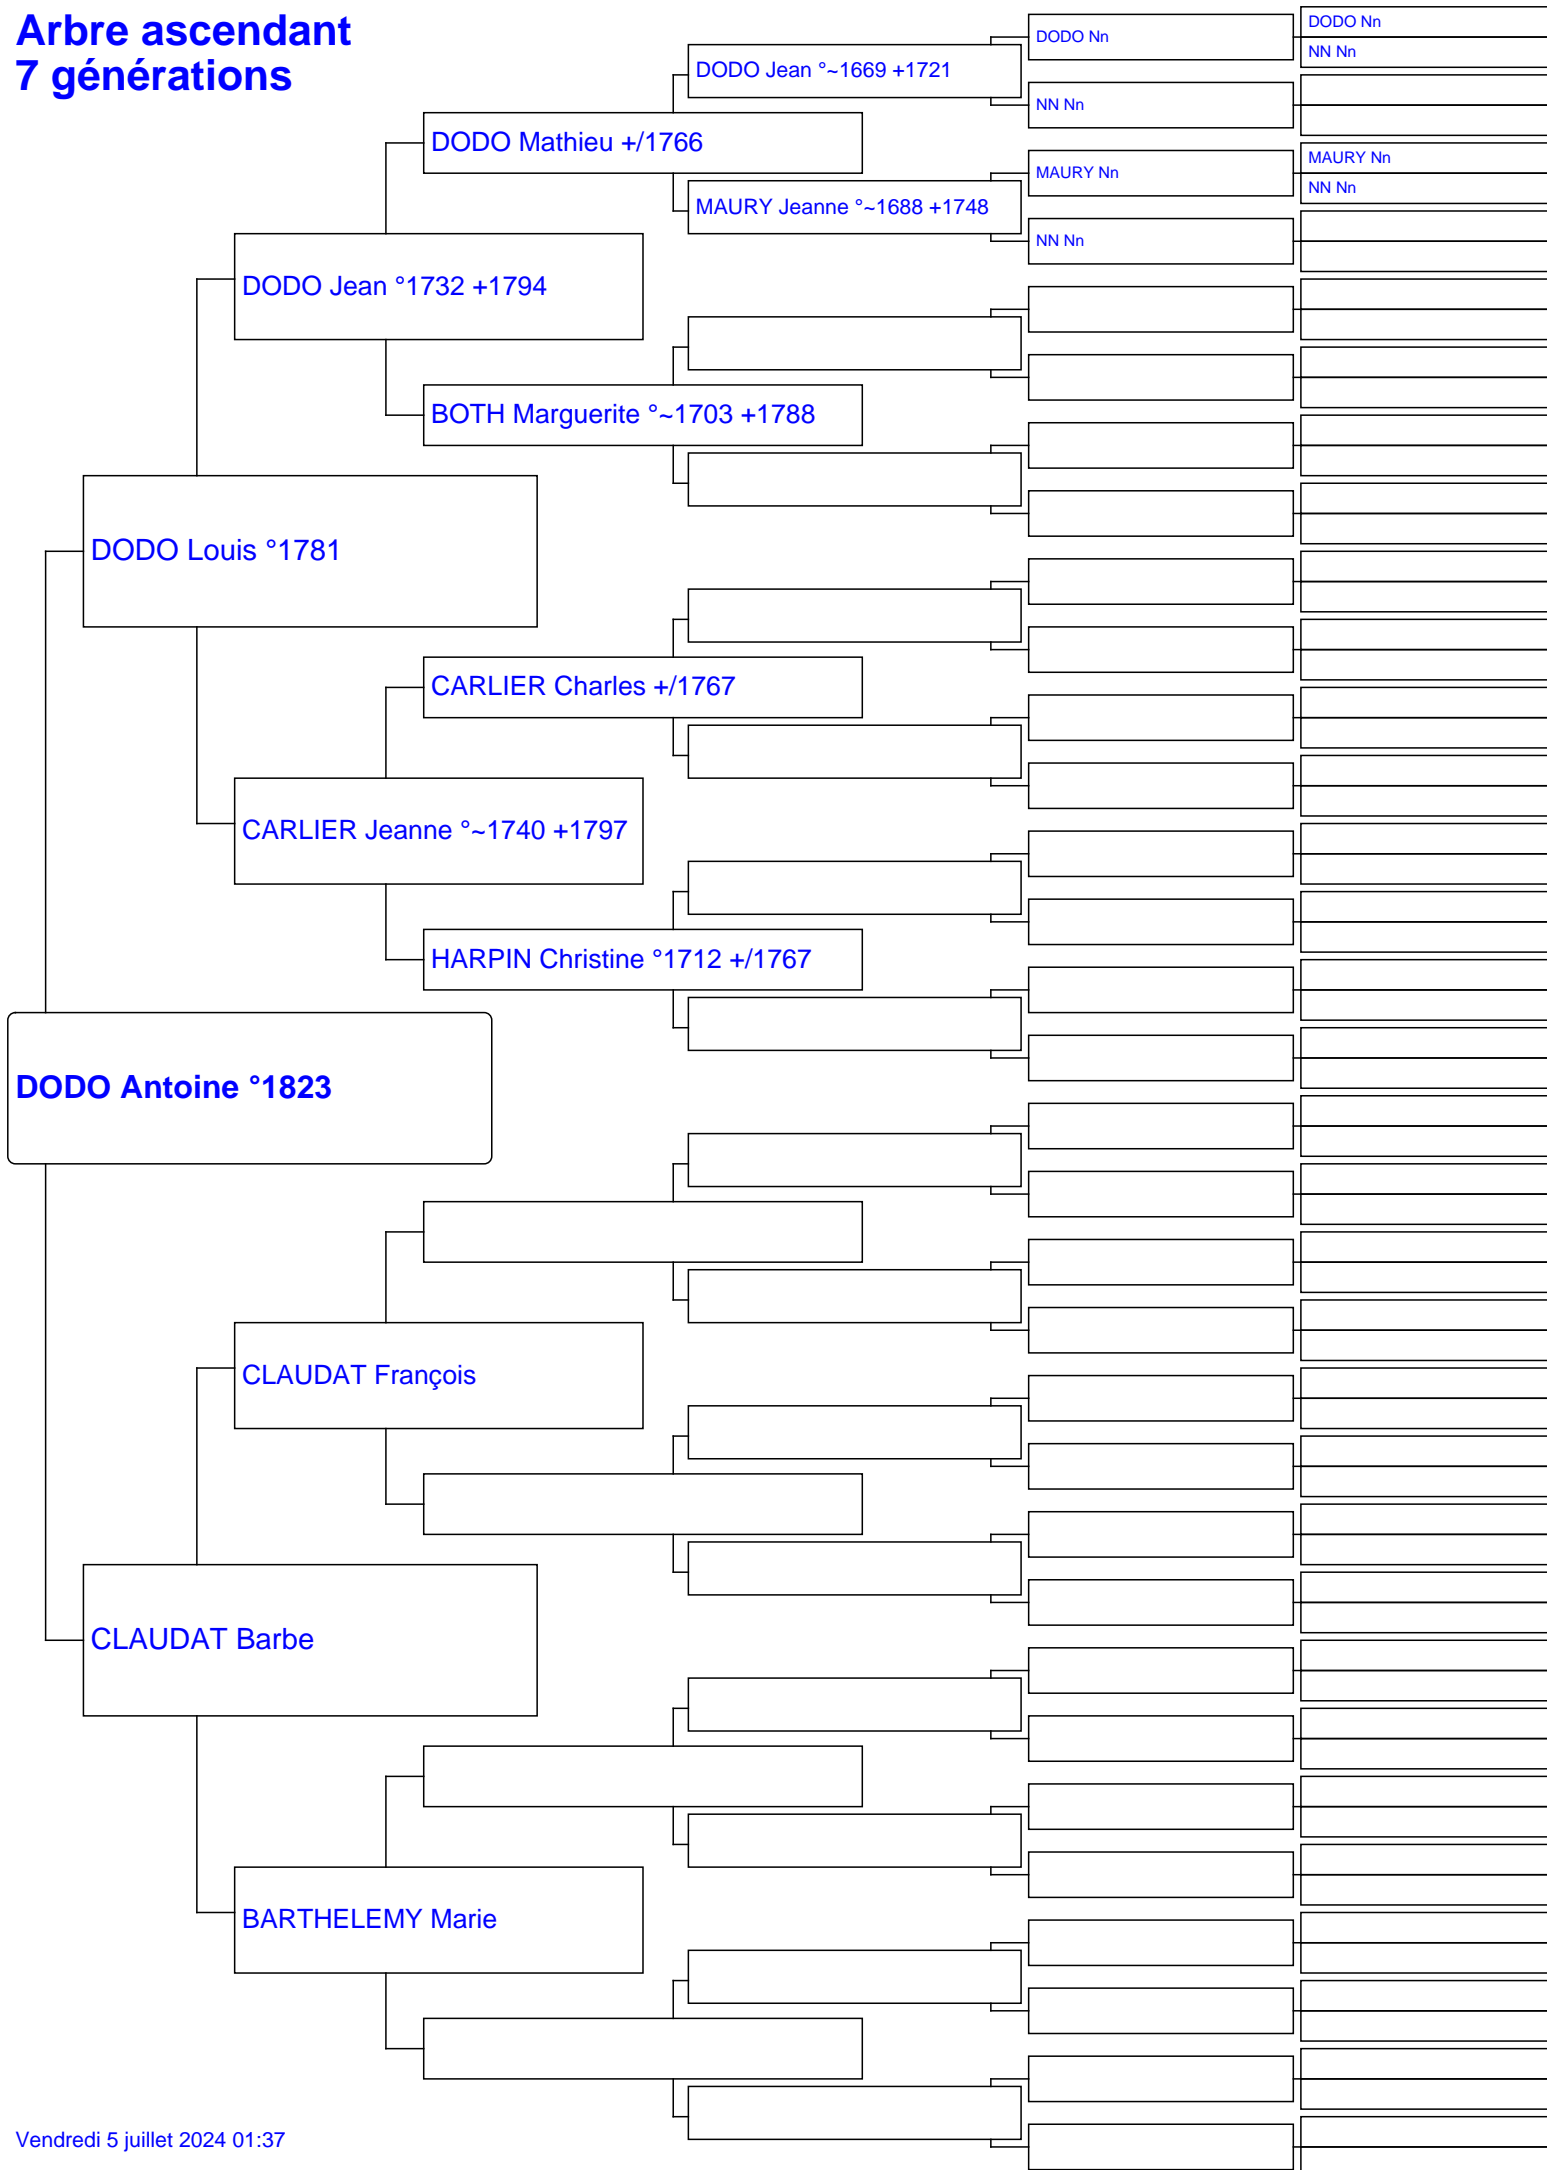 Arbre ascendant
7 générations
DODO Nn
DODO Nn
NN Nn
DODO Jean °~1669 +1721
NN Nn
DODO Mathieu +/1766
MAURY Nn
MAURY Nn
NN Nn
MAURY Jeanne °~1688 +1748
NN Nn
DODO Jean °1732 +1794
BOTH Marguerite °~1703 +1788
DODO Louis °1781
CARLIER Charles +/1767
CARLIER Jeanne °~1740 +1797
HARPIN Christine °1712 +/1767
DODO Antoine °1823
CLAUDAT François
CLAUDAT Barbe
BARTHELEMY Marie
Vendredi 5 juillet 2024 01:37